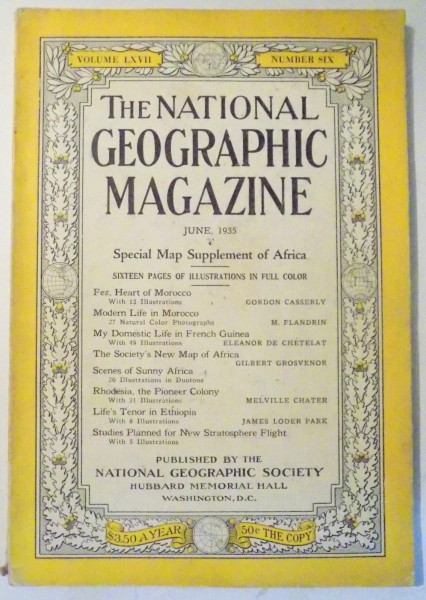 VOLUME LXVII NUMBER SIX
THE NATIONAL
GEOGRAPHIC
MAGAZINE
JUNE, 1935
Special Map Supplement of Africa
SIXTEEN PAGES OF ILLUSTRATIONS IN FULL COLOR
Fez, Heart of Morocco
With 12 Illustrations GORDON CASSERLY
Modern Life in Morocco
27 Natural Color Photographs M. FLANDRIN
My Domestic Life in French Guinea
With 49 Illustrations ELEANOR DE CHÉTELAT
The Society's New Map of Africa
GILBERT GROSVENOR
Scenes of Sunny Africa
26 Illustrations in Duotone
Rhodesia, the Pioneer Colony
With 21 Illustrations MELVILLE CHATER
Life's Tenor in Ethiopia
With 8 Illustrations JAMES LODER PARK
Studies Planned for New Stratosphere Flight
With 5 Illustrations
PUBLISHED BY THE
NATIONAL GEOGRAPHIC SOCIETY
HUBBARD MEMORIAL HALL
WASHINGTON, D.C.
$3.50 A YEAR 50¢ THE COPY